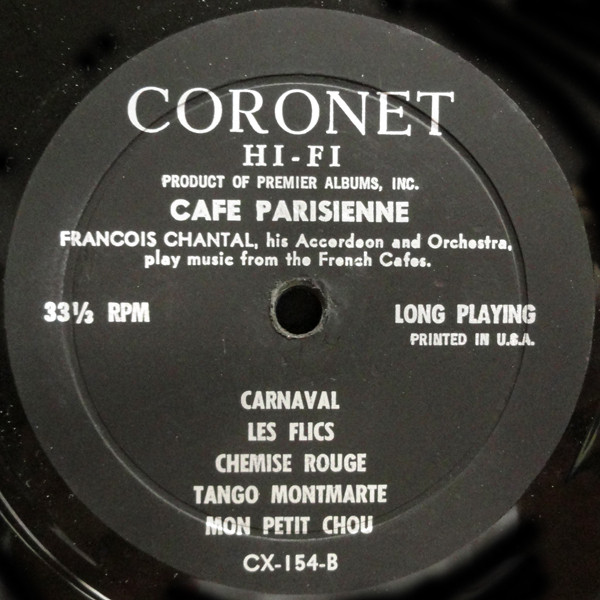 CORONET
HI-FI
PRODUCT OF PREMIER ALBUMS, INC.
CAFE PARISIENNE
FRANCOIS CHANTAL, his Accordeon and Orchestra,
play music from the French Cafes.
33⅓ RPM
LONG PLAYING
PRINTED IN U.S.A.
CARNAVAL
LES FLICS
CHEMISE ROUGE
TANGO MONTMARTE
MON PETIT CHOU
CX-154-B